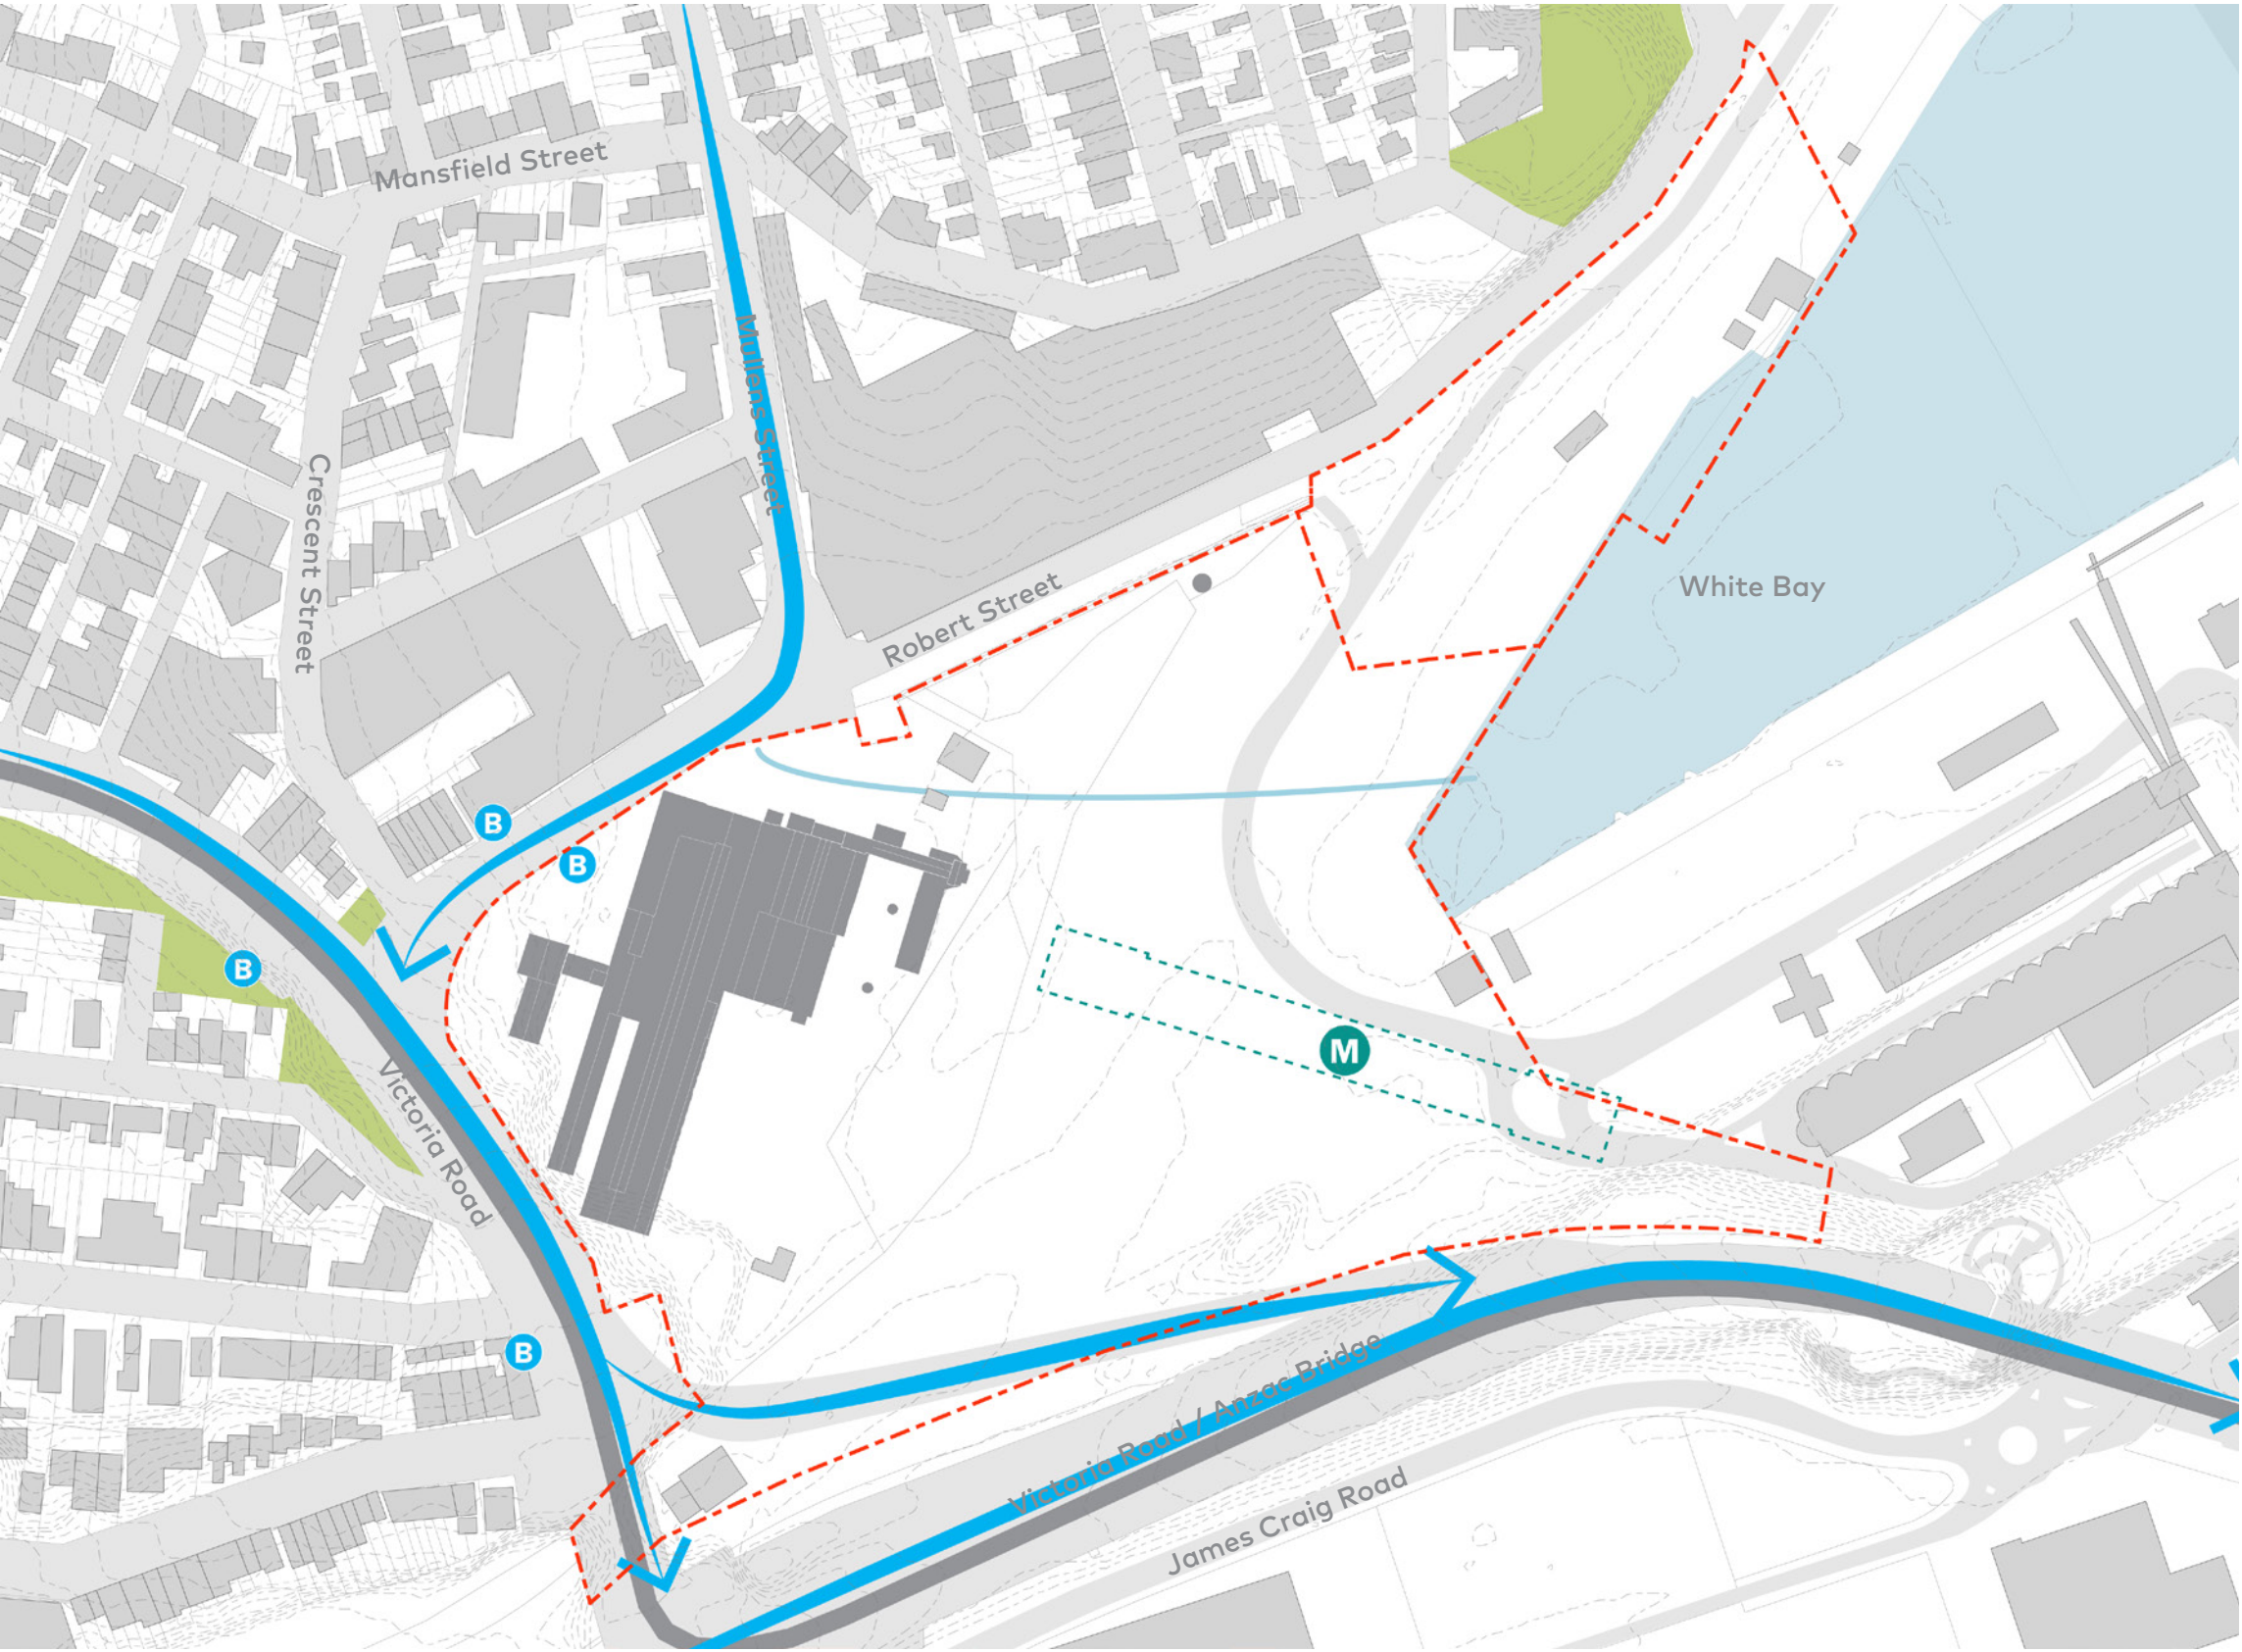 Mansfield Street
Mullens Street
Crescent Street
Robert Street
White Bay
B
B
B
M
Victoria Road
B
Victoria Road / Anzac Bridge
James Craig Road